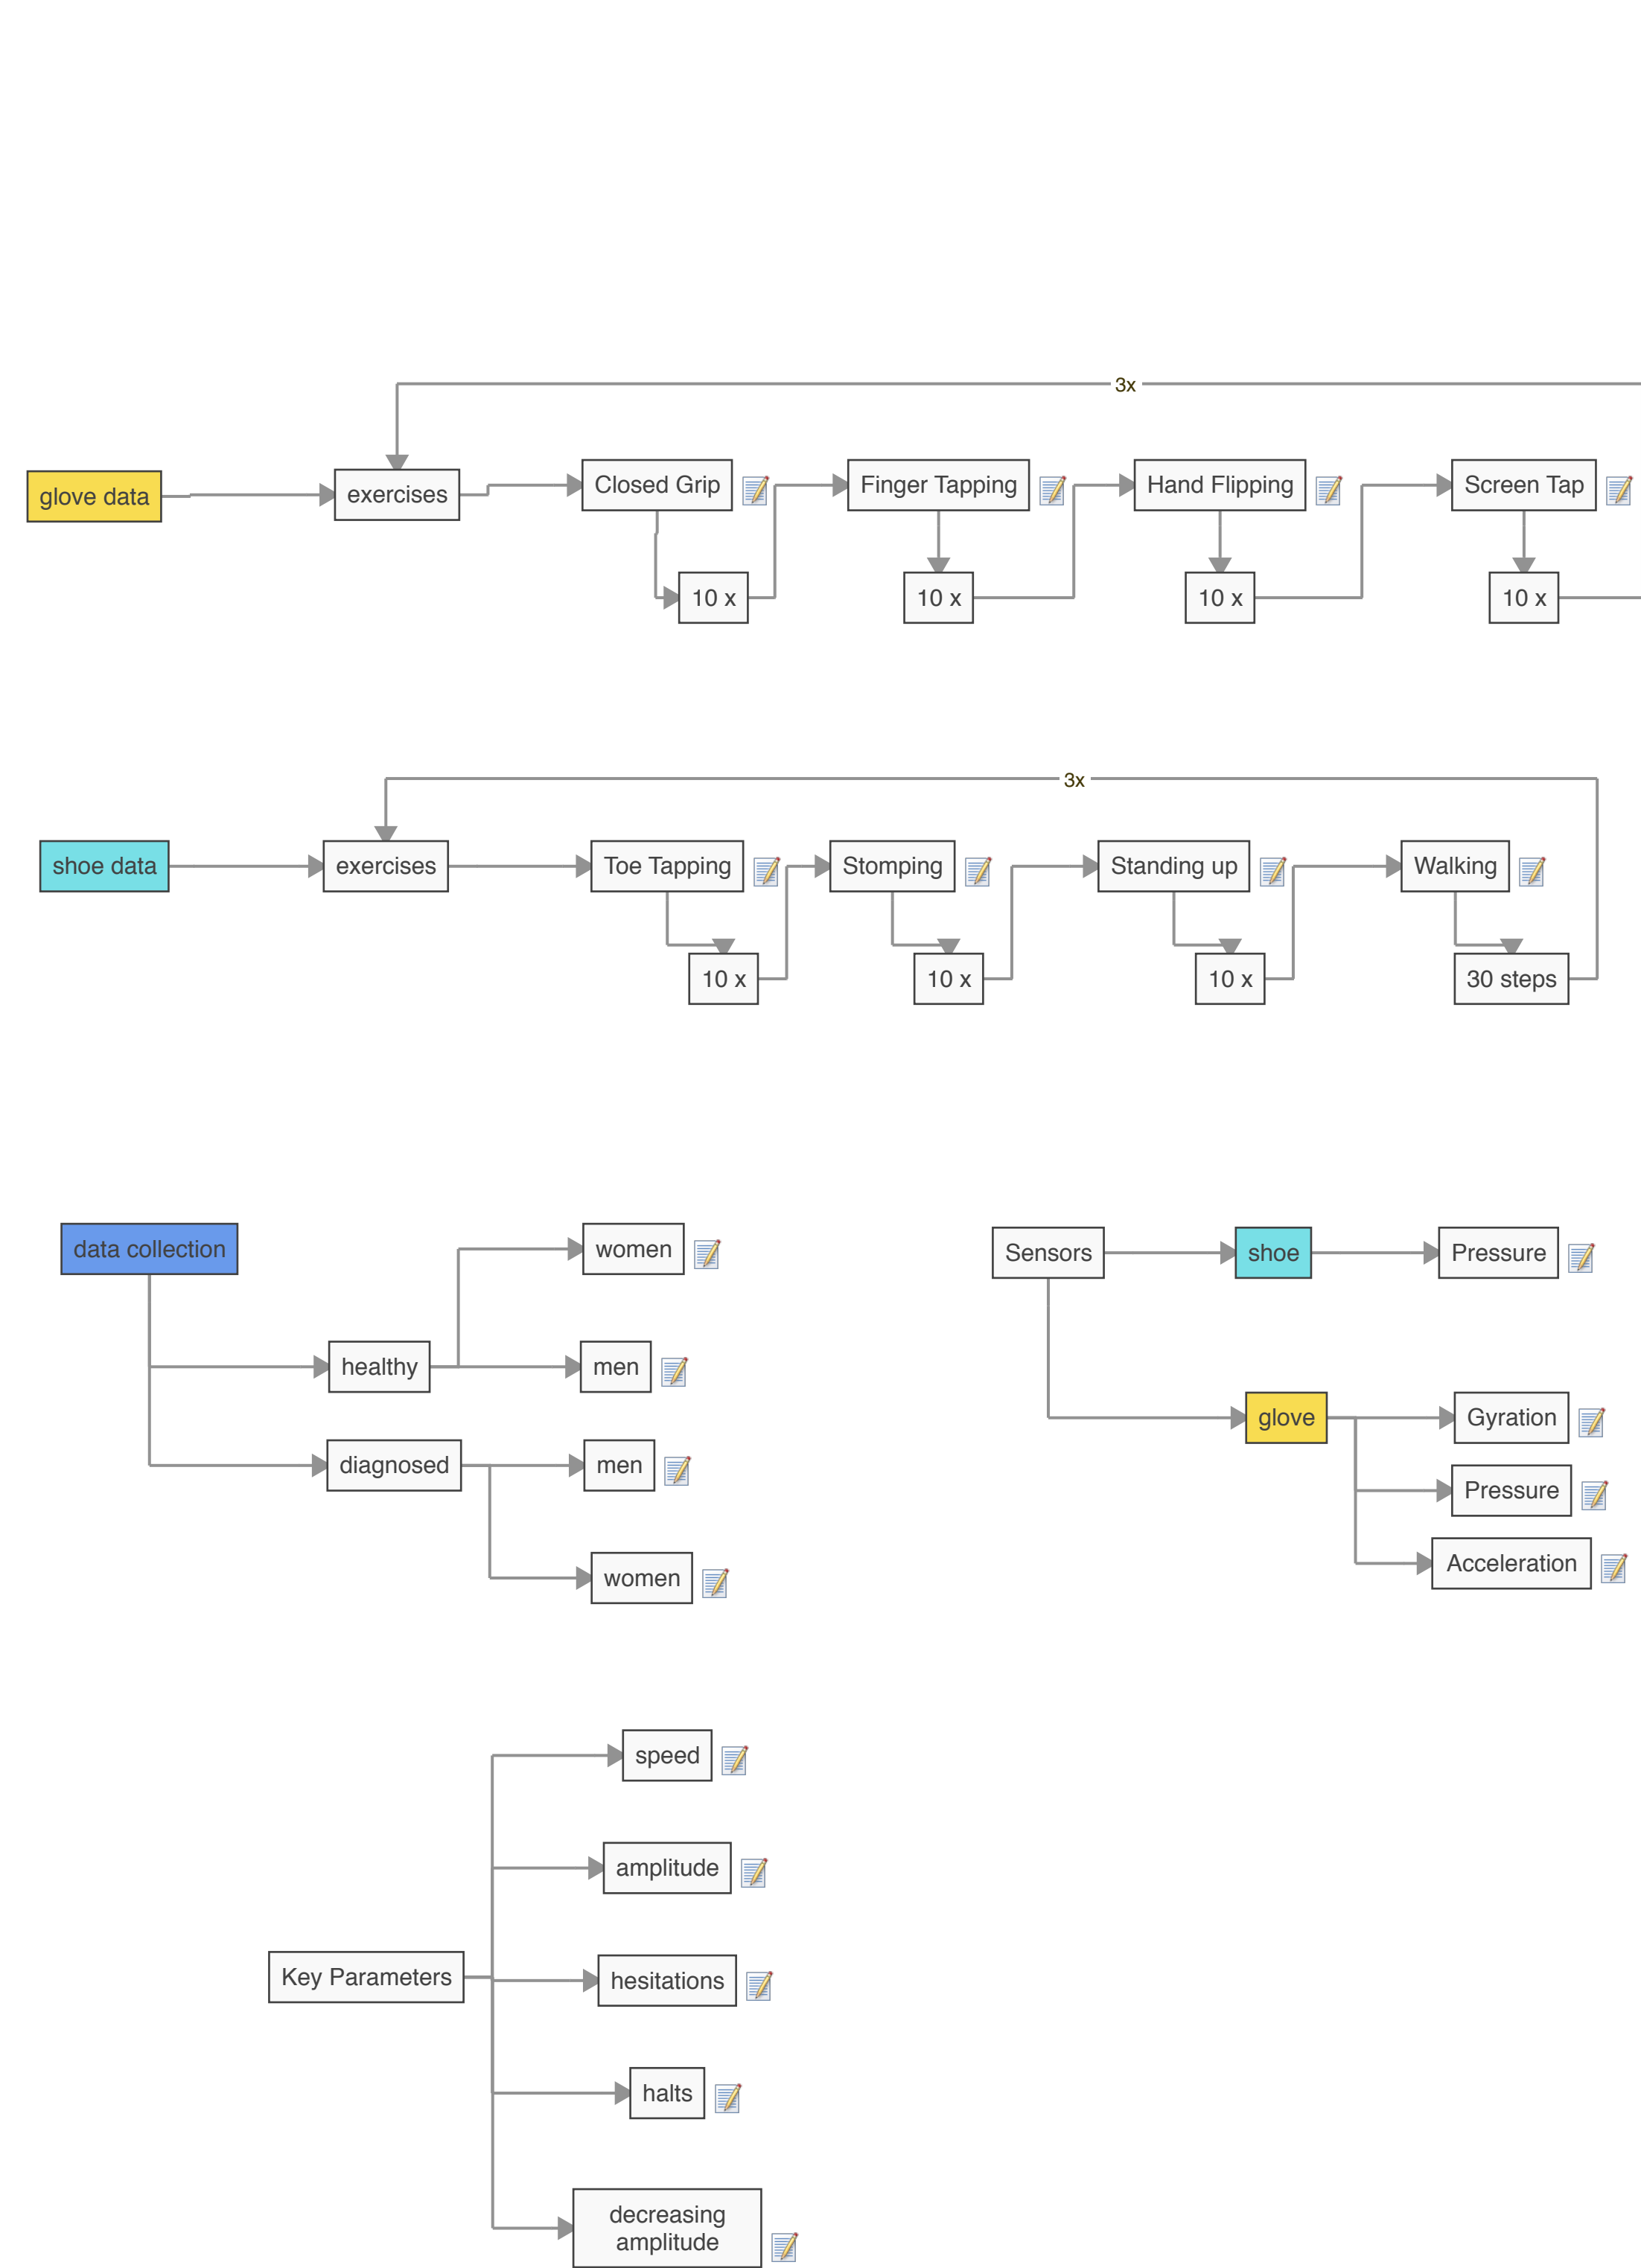 3x
glove data
exercises
Closed Grip
Finger Tapping
Hand Flipping
Screen Tap
10 x
10 x
10 x
10 x
3x
shoe data
exercises
Toe Tapping
Stomping
Standing up
Walking
10 x
10 x
10 x
30 steps
data collection
women
healthy
men
diagnosed
men
women
Sensors
shoe
Pressure
glove
Gyration
Pressure
Acceleration
Key Parameters
speed
amplitude
hesitations
halts
decreasing
amplitude